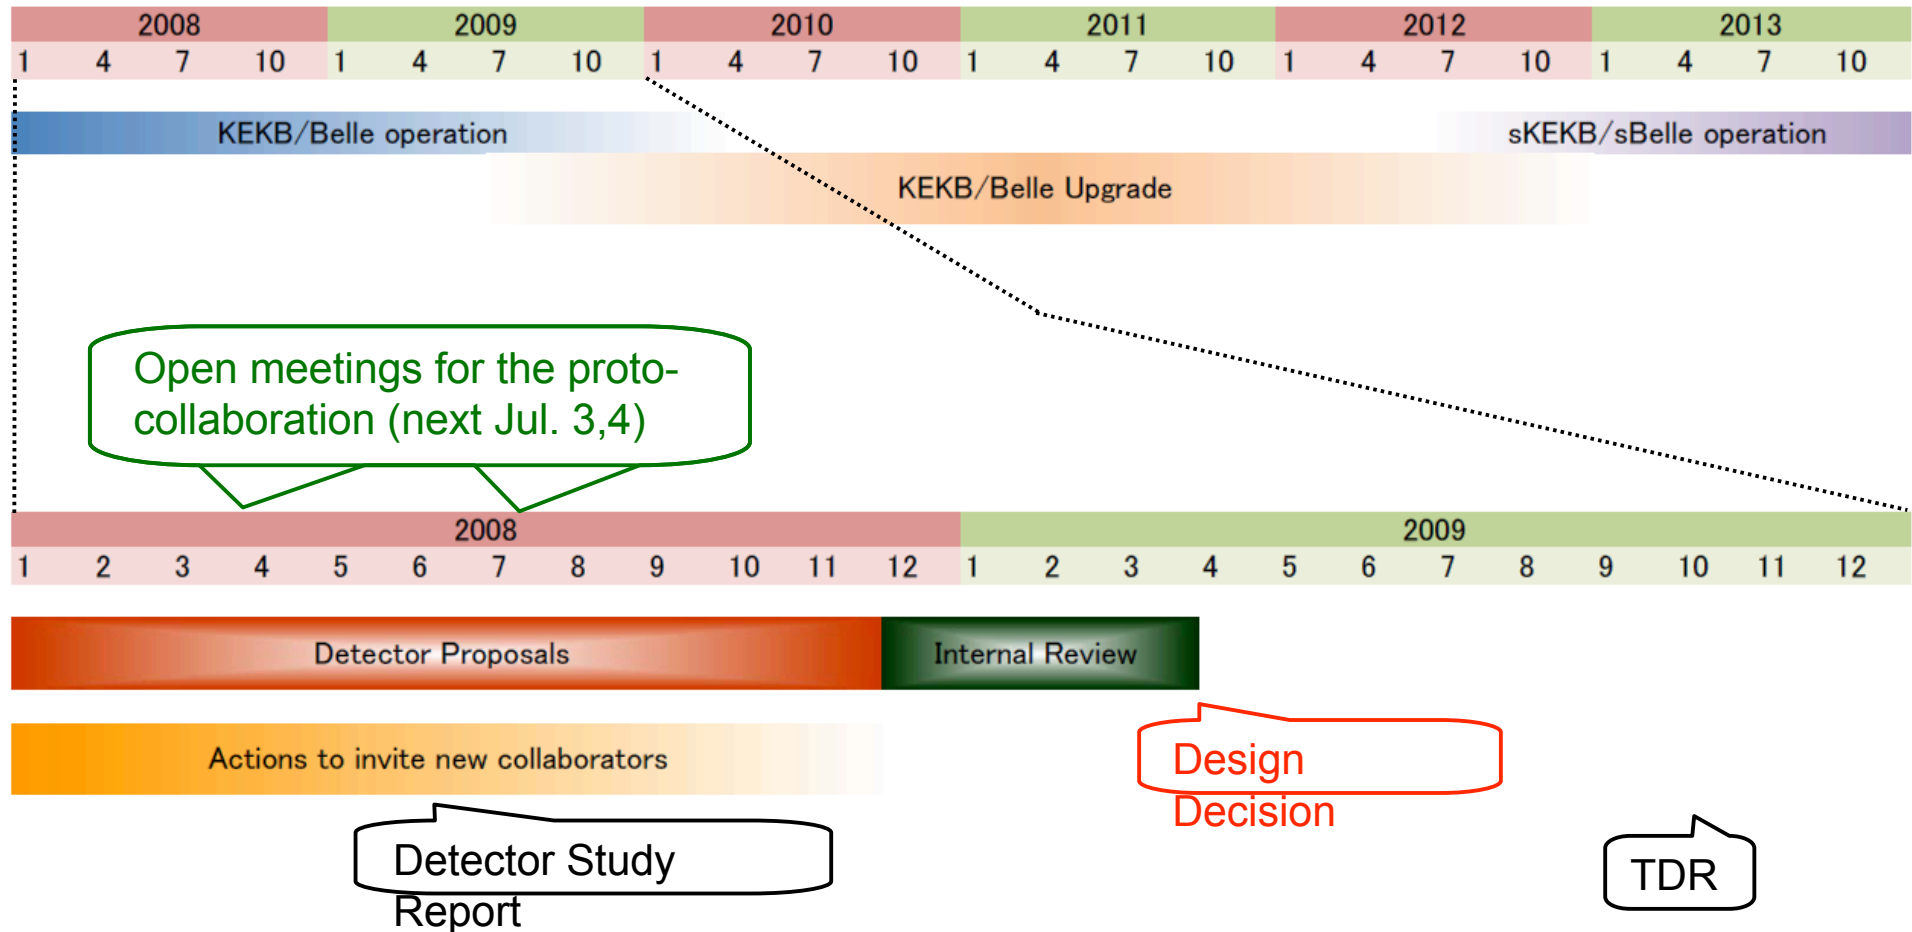 2008 2009 2010 2011 2012 2013
1 4 7 10 1 4 7 10 1 4 7 10 1 4 7 10 1 4 7 10 1 4 7 10
KEKB/Belle operation
sKEKB/sBelle operation
KEKB/Belle Upgrade
Open meetings for the proto-
collaboration (next Jul. 3,4)
2008 2009
1 2 3 4 5 6 7 8 9 10 11 12 1 2 3 4 5 6 7 8 9 10 11 12
Detector Proposals
Internal Review
Actions to invite new collaborators
Design
Decision
Detector Study
Report
TDR